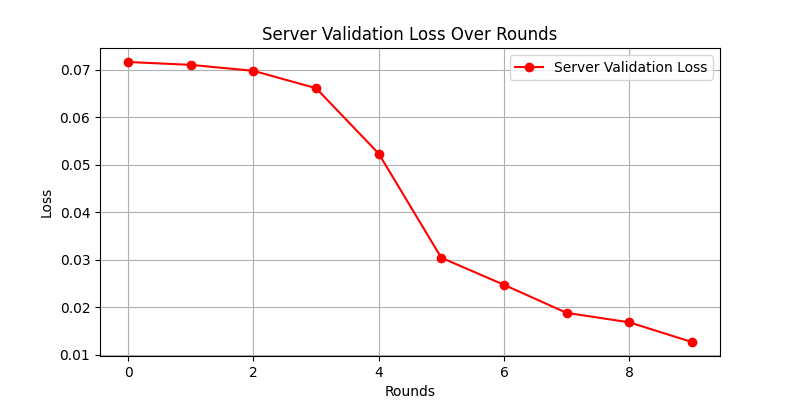 Server Validation Loss Over Rounds
Server Validation Loss
0.07
0.06
0.05
0.04
0.03
0.02
0.01
Loss
0 2 4 6 8
Rounds